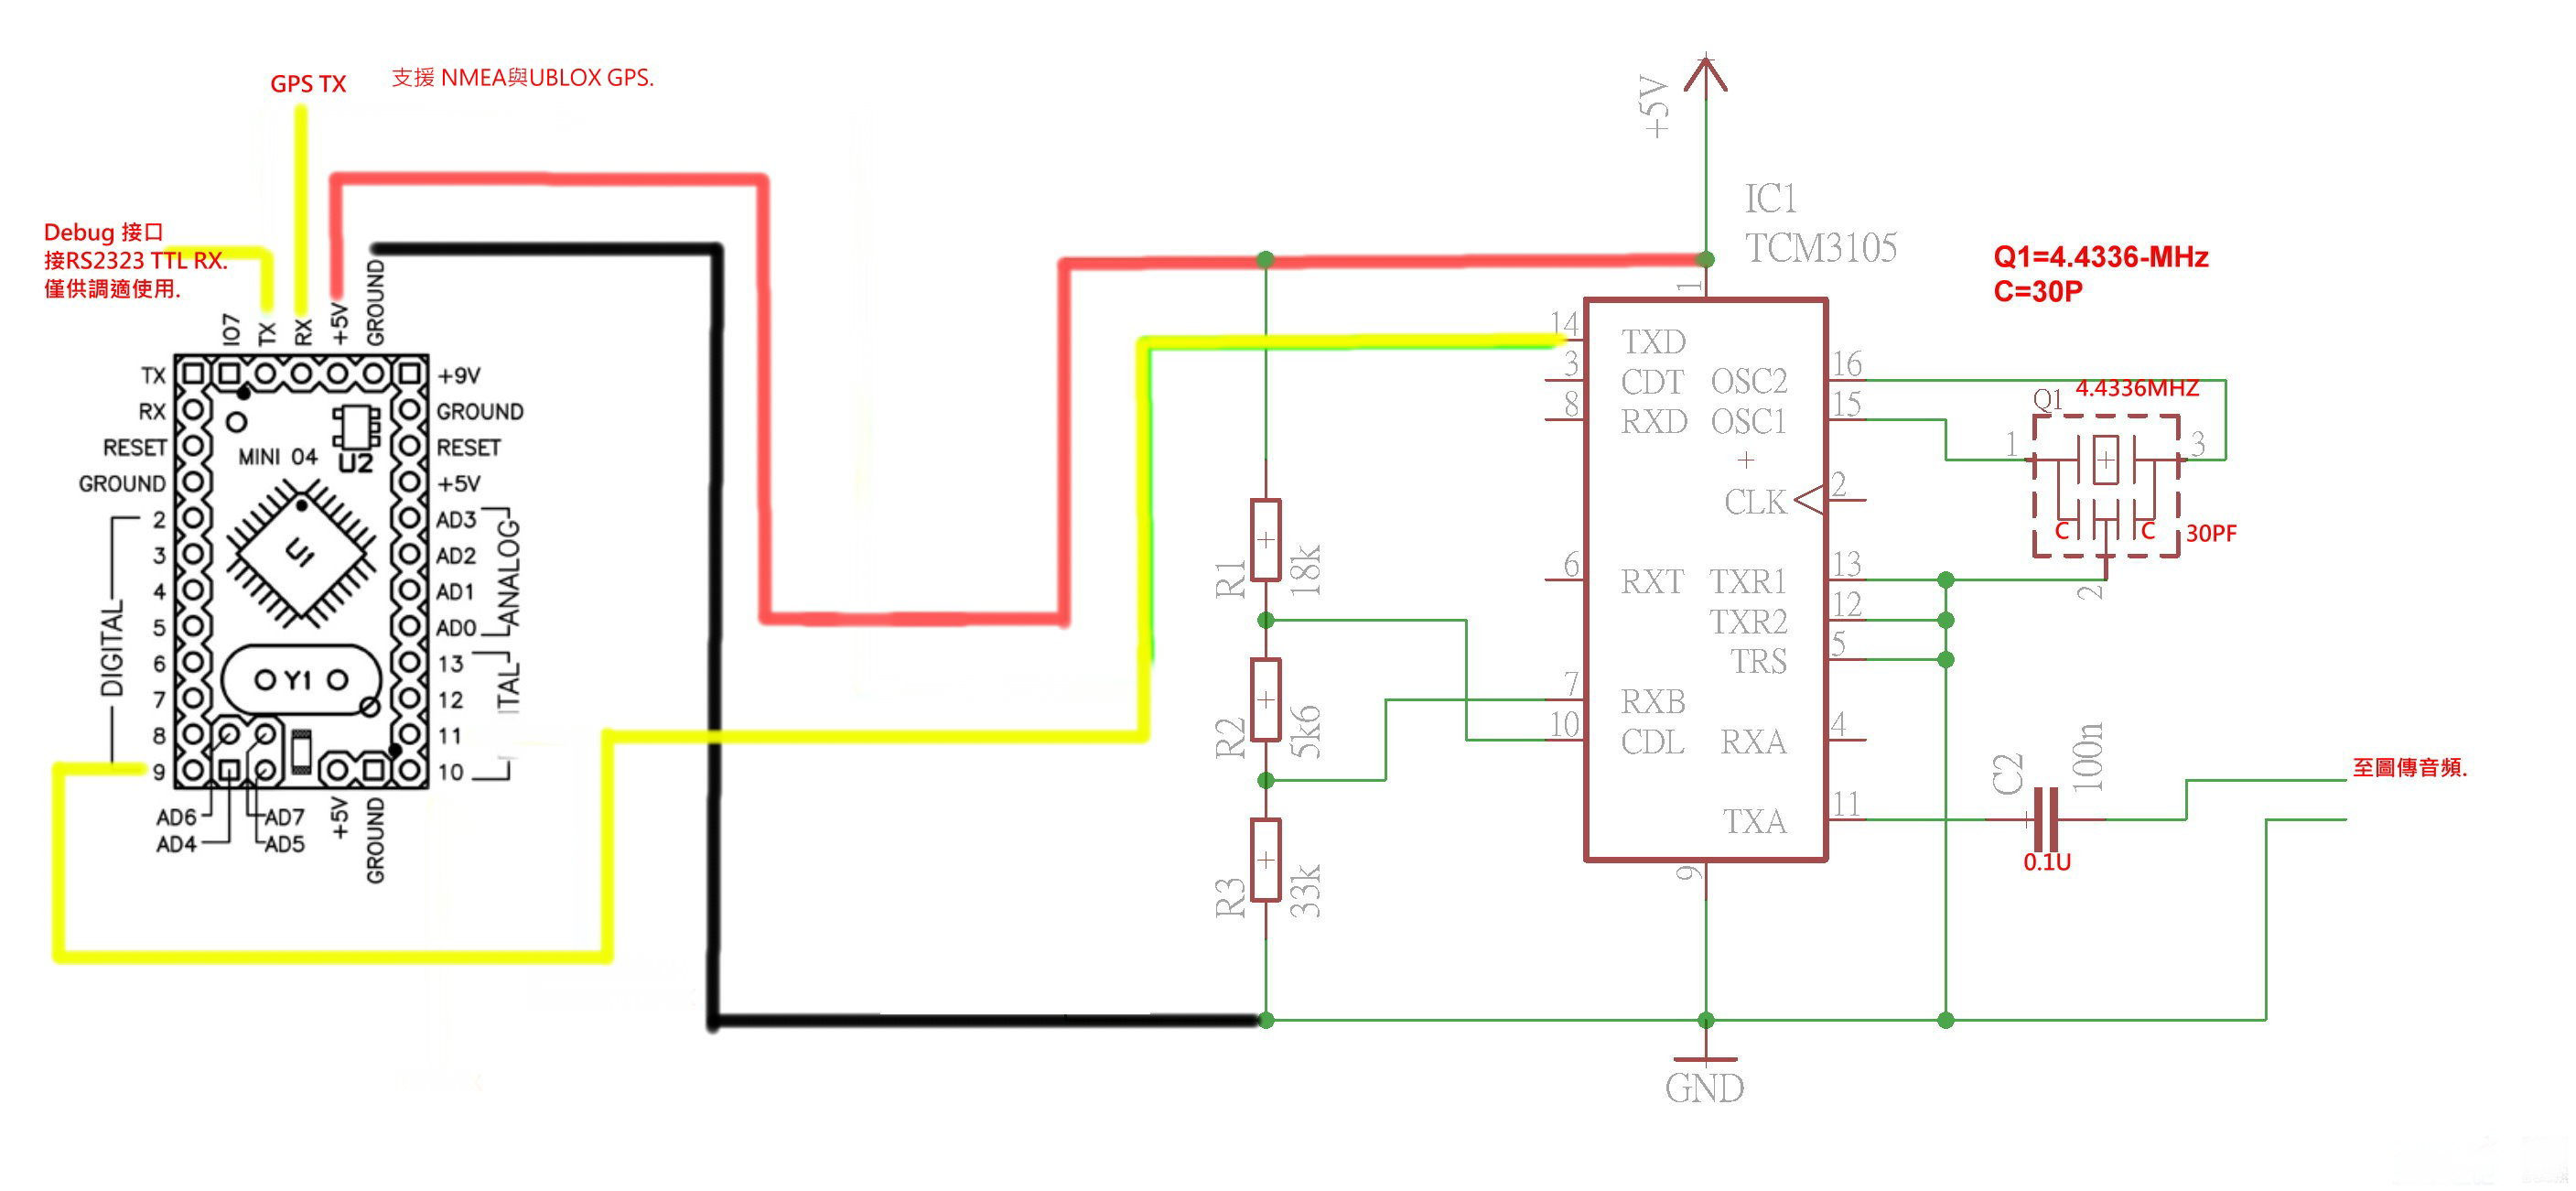 GPS TX
支援 NMEA與UBLOX GPS.
Debug 接口
接RS2323 TTL RX.
僅供調適使用.
IO7
TX
RX
+5V
GROUND
TX
RX
RESET
GROUND
2
3
4
5
6
7
8
9
DIGITAL
MINI 04
U2
U1
Y1
+9V
GROUND
RESET
+5V
AD3
AD2
AD1
AD0
ANALOG
13
12
11
10
ITAL
AD6
AD4
AD7
AD5
+5V
GROUND
+5V
IC1
TCM3105
Q1=4.4336-MHz
C=30P
1
14
TXD
3
CDT
8
RXD
6
RXT
7
RXB
10
CDL
9
OSC2
16
OSC1
15
CLK
2
TXR1
13
TXR2
12
TRS
5
RXA
4
TXA
11
R1
18k
R2
5k6
R3
33k
Q1
4.4336MHZ
1
3
C
C
30PF
2
C2
100n
0.1U
至圖傳音頻.
GND